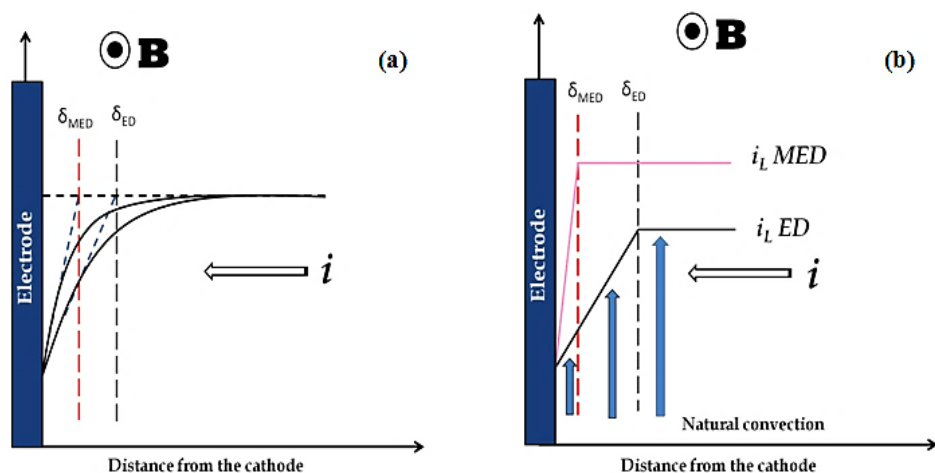 B
(a)
δMED
δED
Electrode
i
Distance from the cathode
B
(b)
δMED
δED
iL MED
iL ED
Electrode
i
Natural convection
Distance from the cathode